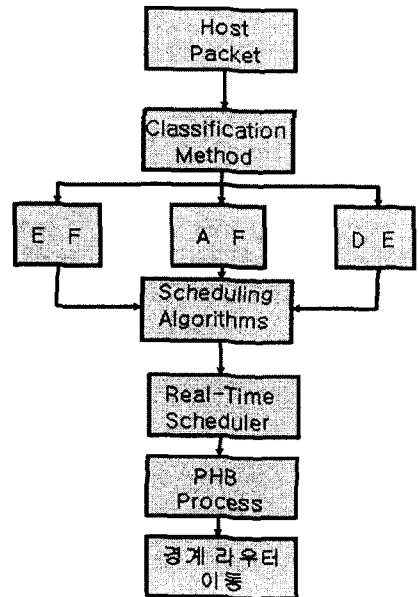 Host
Packet
Classification
Method
E F
A F
D E
Scheduling
Algorithms
Real-Time
Scheduler
PHB
Process
경계 라우터
이동